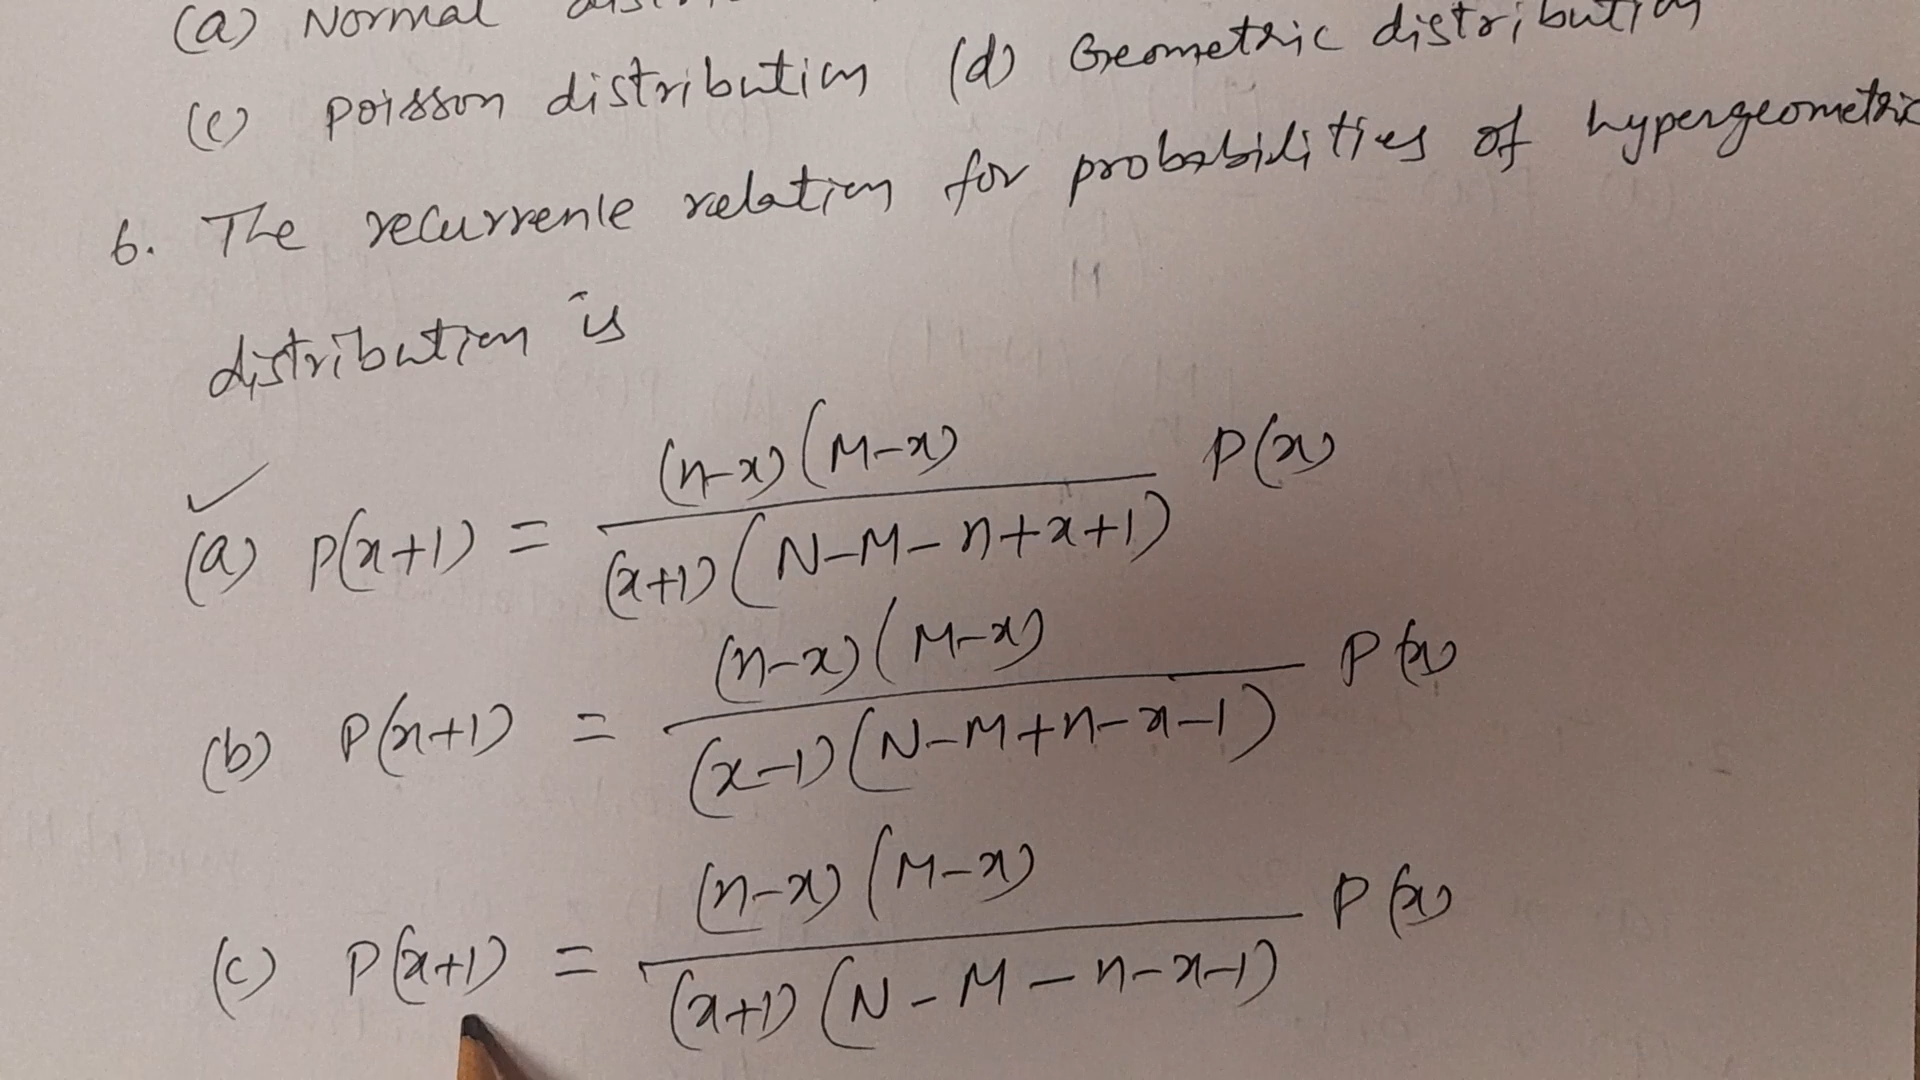 (a) Normal
(c) poisson distribution (d) Geometric distribution
6. The recurrence relation for probabilities of hypergeometric
distribution is
✓
(a) P(x+1) = (n-x)(M-x) / (x+1)(N-M-n+x+1) P(x)
(b) P(x+1) = (n-x)(M-x) / (x-1)(N-M+n-x-1) P(x)
(c) P(x+1) = (n-x)(M-x) / (x+1)(N-M-n-x-1) P(x)